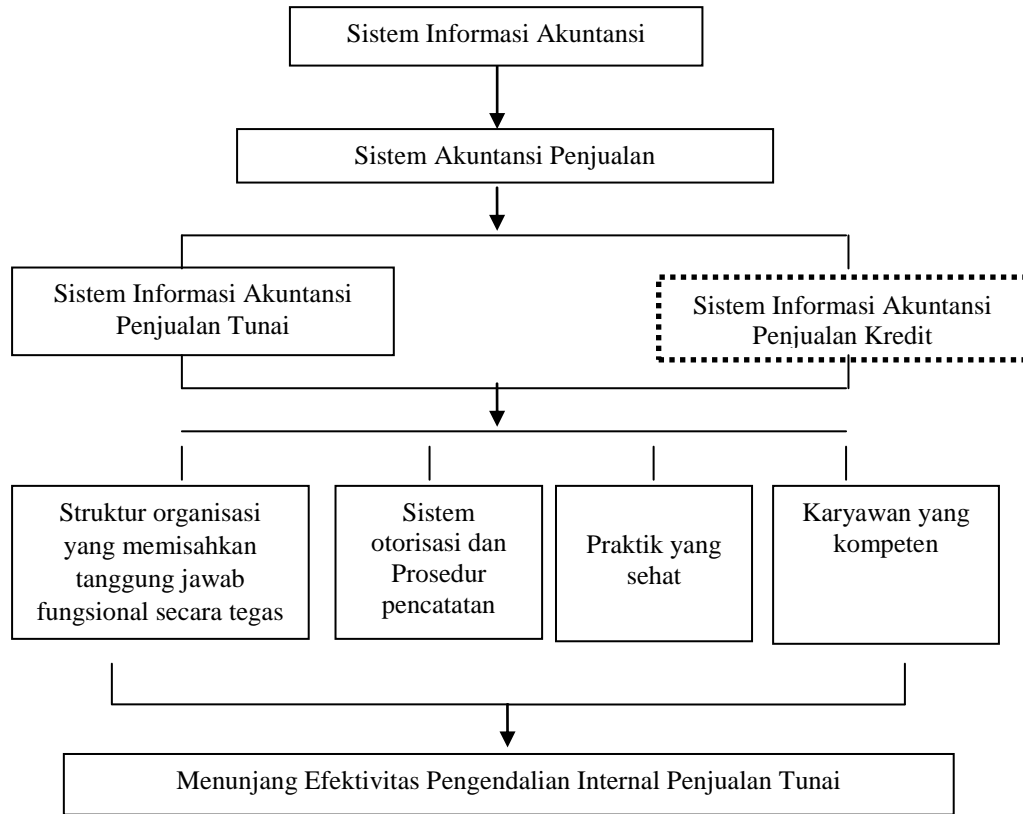 Sistem Informasi Akuntansi
Sistem Akuntansi Penjualan
Sistem Informasi Akuntansi
Penjualan Tunai
Sistem Informasi Akuntansi
Penjualan Kredit
Struktur organisasi
yang memisahkan
tanggung jawab
fungsional secara tegas
Sistem
otorisasi dan
Prosedur
pencatatan
Praktik yang
sehat
Karyawan yang
kompeten
Menunjang Efektivitas Pengendalian Internal Penjualan Tunai